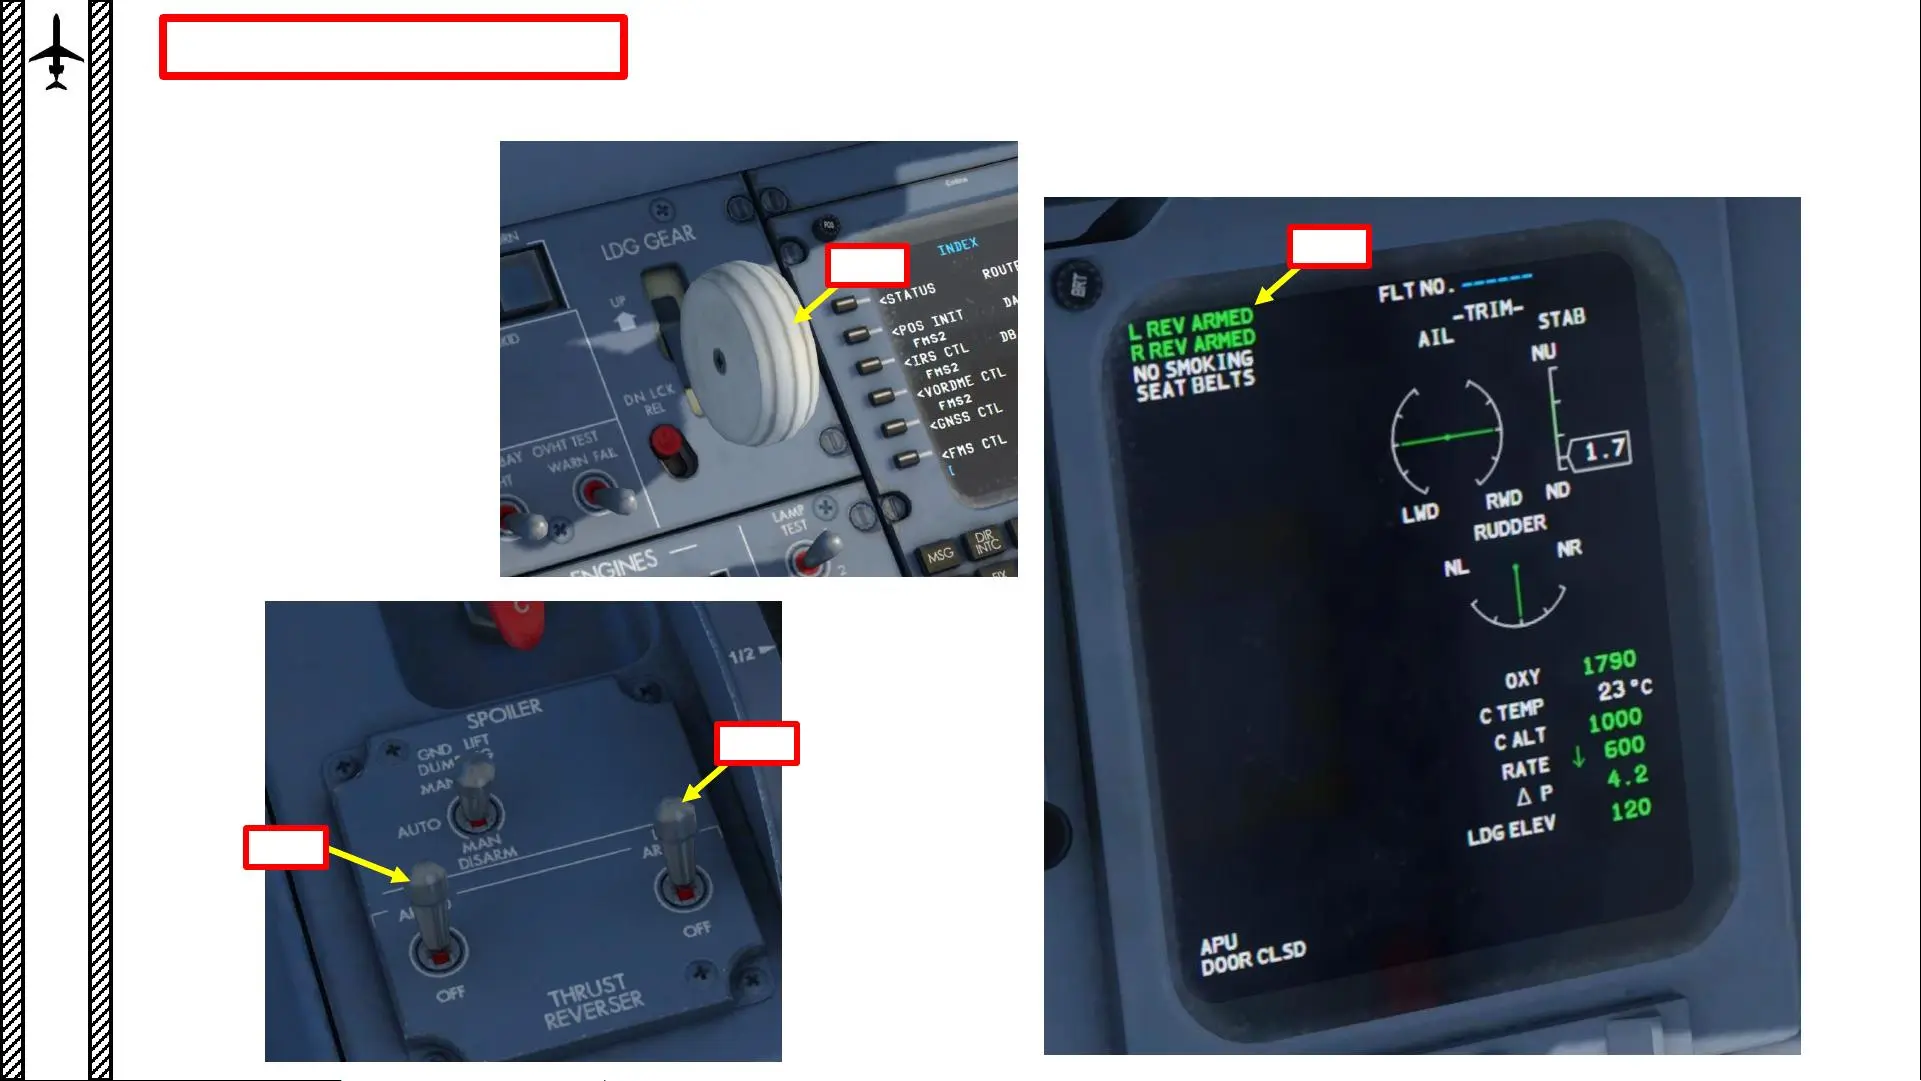 LDG GEAR
UP
DN LCK
REL
OVHT TEST
WARN FAIL
LAMP
TEST
2
ENGINES
INDEX
<STATUS
<POS INIT
FMS2
<IRS CTL
FMS2
<VORDME CTL
FMS2
<GNSS CTL
<FMS CTL
MSG
DIR
INTC
BRT
L REV ARMED
R REV ARMED
NO SMOKING
SEAT BELTS
FLT NO. ------
-TRIM-
AIL
STAB
NU
1.7
LWD
RWD
ND
RUDDER
NL
NR
OXY 1790
C TEMP 23 °C
C ALT 1000
RATE ↓ 600
Δ P 4.2
LDG ELEV 120
APU
DOOR CLSD
1/2
SPOILER
GND LIFT
AUTO
MAN
DISARM
OFF
OFF
THRUST
REVERSER